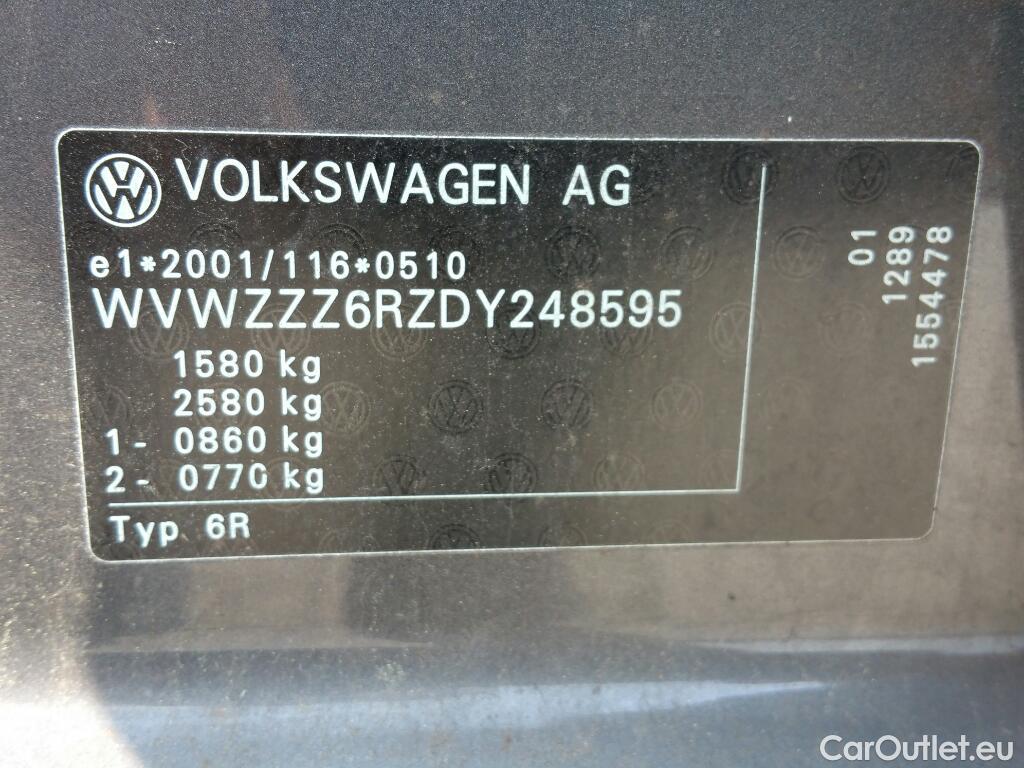 VOLKSWAGEN AG
e1*2001/116*0510
WVWZZZ6RZDY248595
1580 kg
2580 kg
1- 0860 kg
2- 0770 kg
Typ 6R
01
1289
1554478
CarOutlet.eu